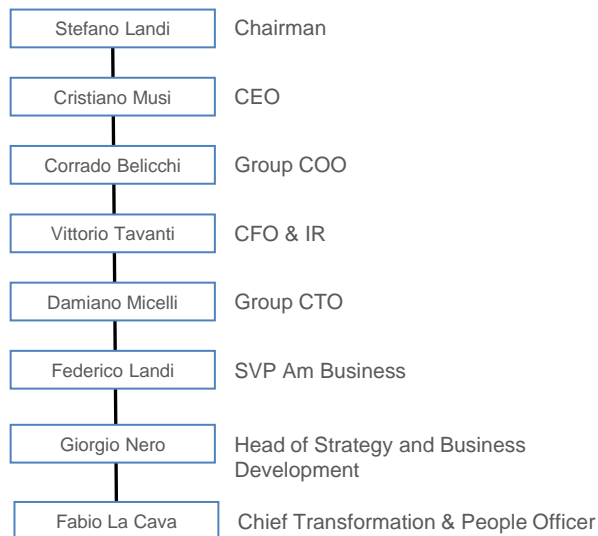 Stefano Landi Chairman
Cristiano Musi CEO
Corrado Belicchi Group COO
Vittorio Tavanti CFO & IR
Damiano Micelli Group CTO
Federico Landi SVP Am Business
Giorgio Nero Head of Strategy and Business
Development
Fabio La Cava Chief Transformation & People Officer